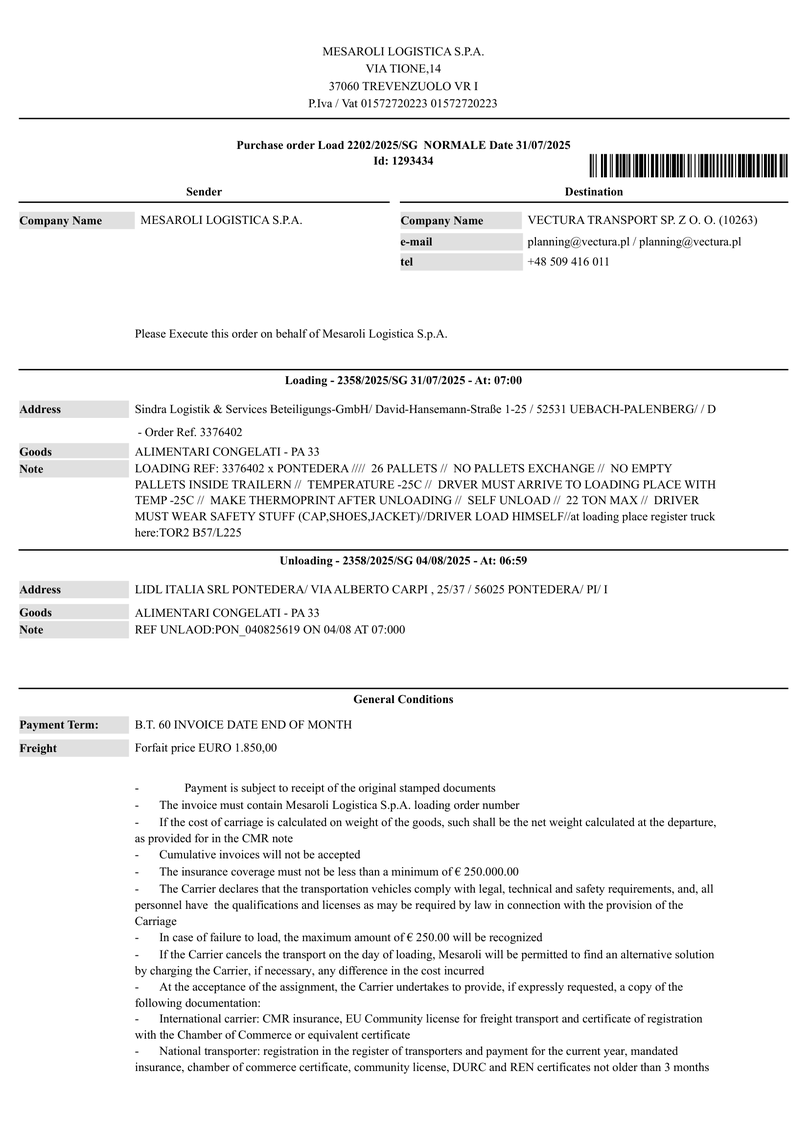 MESAROLI LOGISTICA S.P.A.
VIA TIONE,14
37060 TREVENZUOLO VR I
P.Iva / Vat 01572720223 01572720223
Purchase order Load 2202/2025/SG  NORMALE Date 31/07/2025
Id: 1293434
Sender
Destination
Company Name MESAROLI LOGISTICA S.P.A.
Company Name VECTURA TRANSPORT SP. Z O. O. (10263)
e-mail planning@vectura.pl / planning@vectura.pl
tel +48 509 416 011
Please Execute this order on behalf of Mesaroli Logistica S.p.A.
Loading - 2358/2025/SG 31/07/2025 - At: 07:00
Address Sindra Logistik & Services Beteiligungs-GmbH/ David-Hansemann-Straße 1-25 / 52531 UEBACH-PALENBERG/ / D
- Order Ref. 3376402
Goods ALIMENTARI CONGELATI - PA 33
Note LOADING REF: 3376402 x PONTEDERA //// 26 PALLETS // NO PALLETS EXCHANGE // NO EMPTY
PALLETS INSIDE TRAILERN // TEMPERATURE -25C // DRVER MUST ARRIVE TO LOADING PLACE WITH
TEMP -25C // MAKE THERMOPRINT AFTER UNLOADING // SELF UNLOAD // 22 TON MAX // DRIVER
MUST WEAR SAFETY STUFF (CAP,SHOES,JACKET)//DRIVER LOAD HIMSELF//at loading place register truck
here:TOR2 B57/L225
Unloading - 2358/2025/SG 04/08/2025 - At: 06:59
Address LIDL ITALIA SRL PONTEDERA/ VIA ALBERTO CARPI , 25/37 / 56025 PONTEDERA/ PI/ I
Goods ALIMENTARI CONGELATI - PA 33
Note REF UNLAOD:PON_040825619 ON 04/08 AT 07:000
General Conditions
Payment Term: B.T. 60 INVOICE DATE END OF MONTH
Freight Forfait price EURO 1.850,00
- Payment is subject to receipt of the original stamped documents
- The invoice must contain Mesaroli Logistica S.p.A. loading order number
- If the cost of carriage is calculated on weight of the goods, such shall be the net weight calculated at the departure,
as provided for in the CMR note
- Cumulative invoices will not be accepted
- The insurance coverage must not be less than a minimum of € 250.000.00
- The Carrier declares that the transportation vehicles comply with legal, technical and safety requirements, and, all
personnel have the qualifications and licenses as may be required by law in connection with the provision of the
Carriage
- In case of failure to load, the maximum amount of € 250.00 will be recognized
- If the Carrier cancels the transport on the day of loading, Mesaroli will be permitted to find an alternative solution
by charging the Carrier, if necessary, any difference in the cost incurred
- At the acceptance of the assignment, the Carrier undertakes to provide, if expressly requested, a copy of the
following documentation:
- International carrier: CMR insurance, EU Community license for freight transport and certificate of registration
with the Chamber of Commerce or equivalent certificate
- National transporter: registration in the register of transporters and payment for the current year, mandated
insurance, chamber of commerce certificate, community license, DURC and REN certificates not older than 3 months